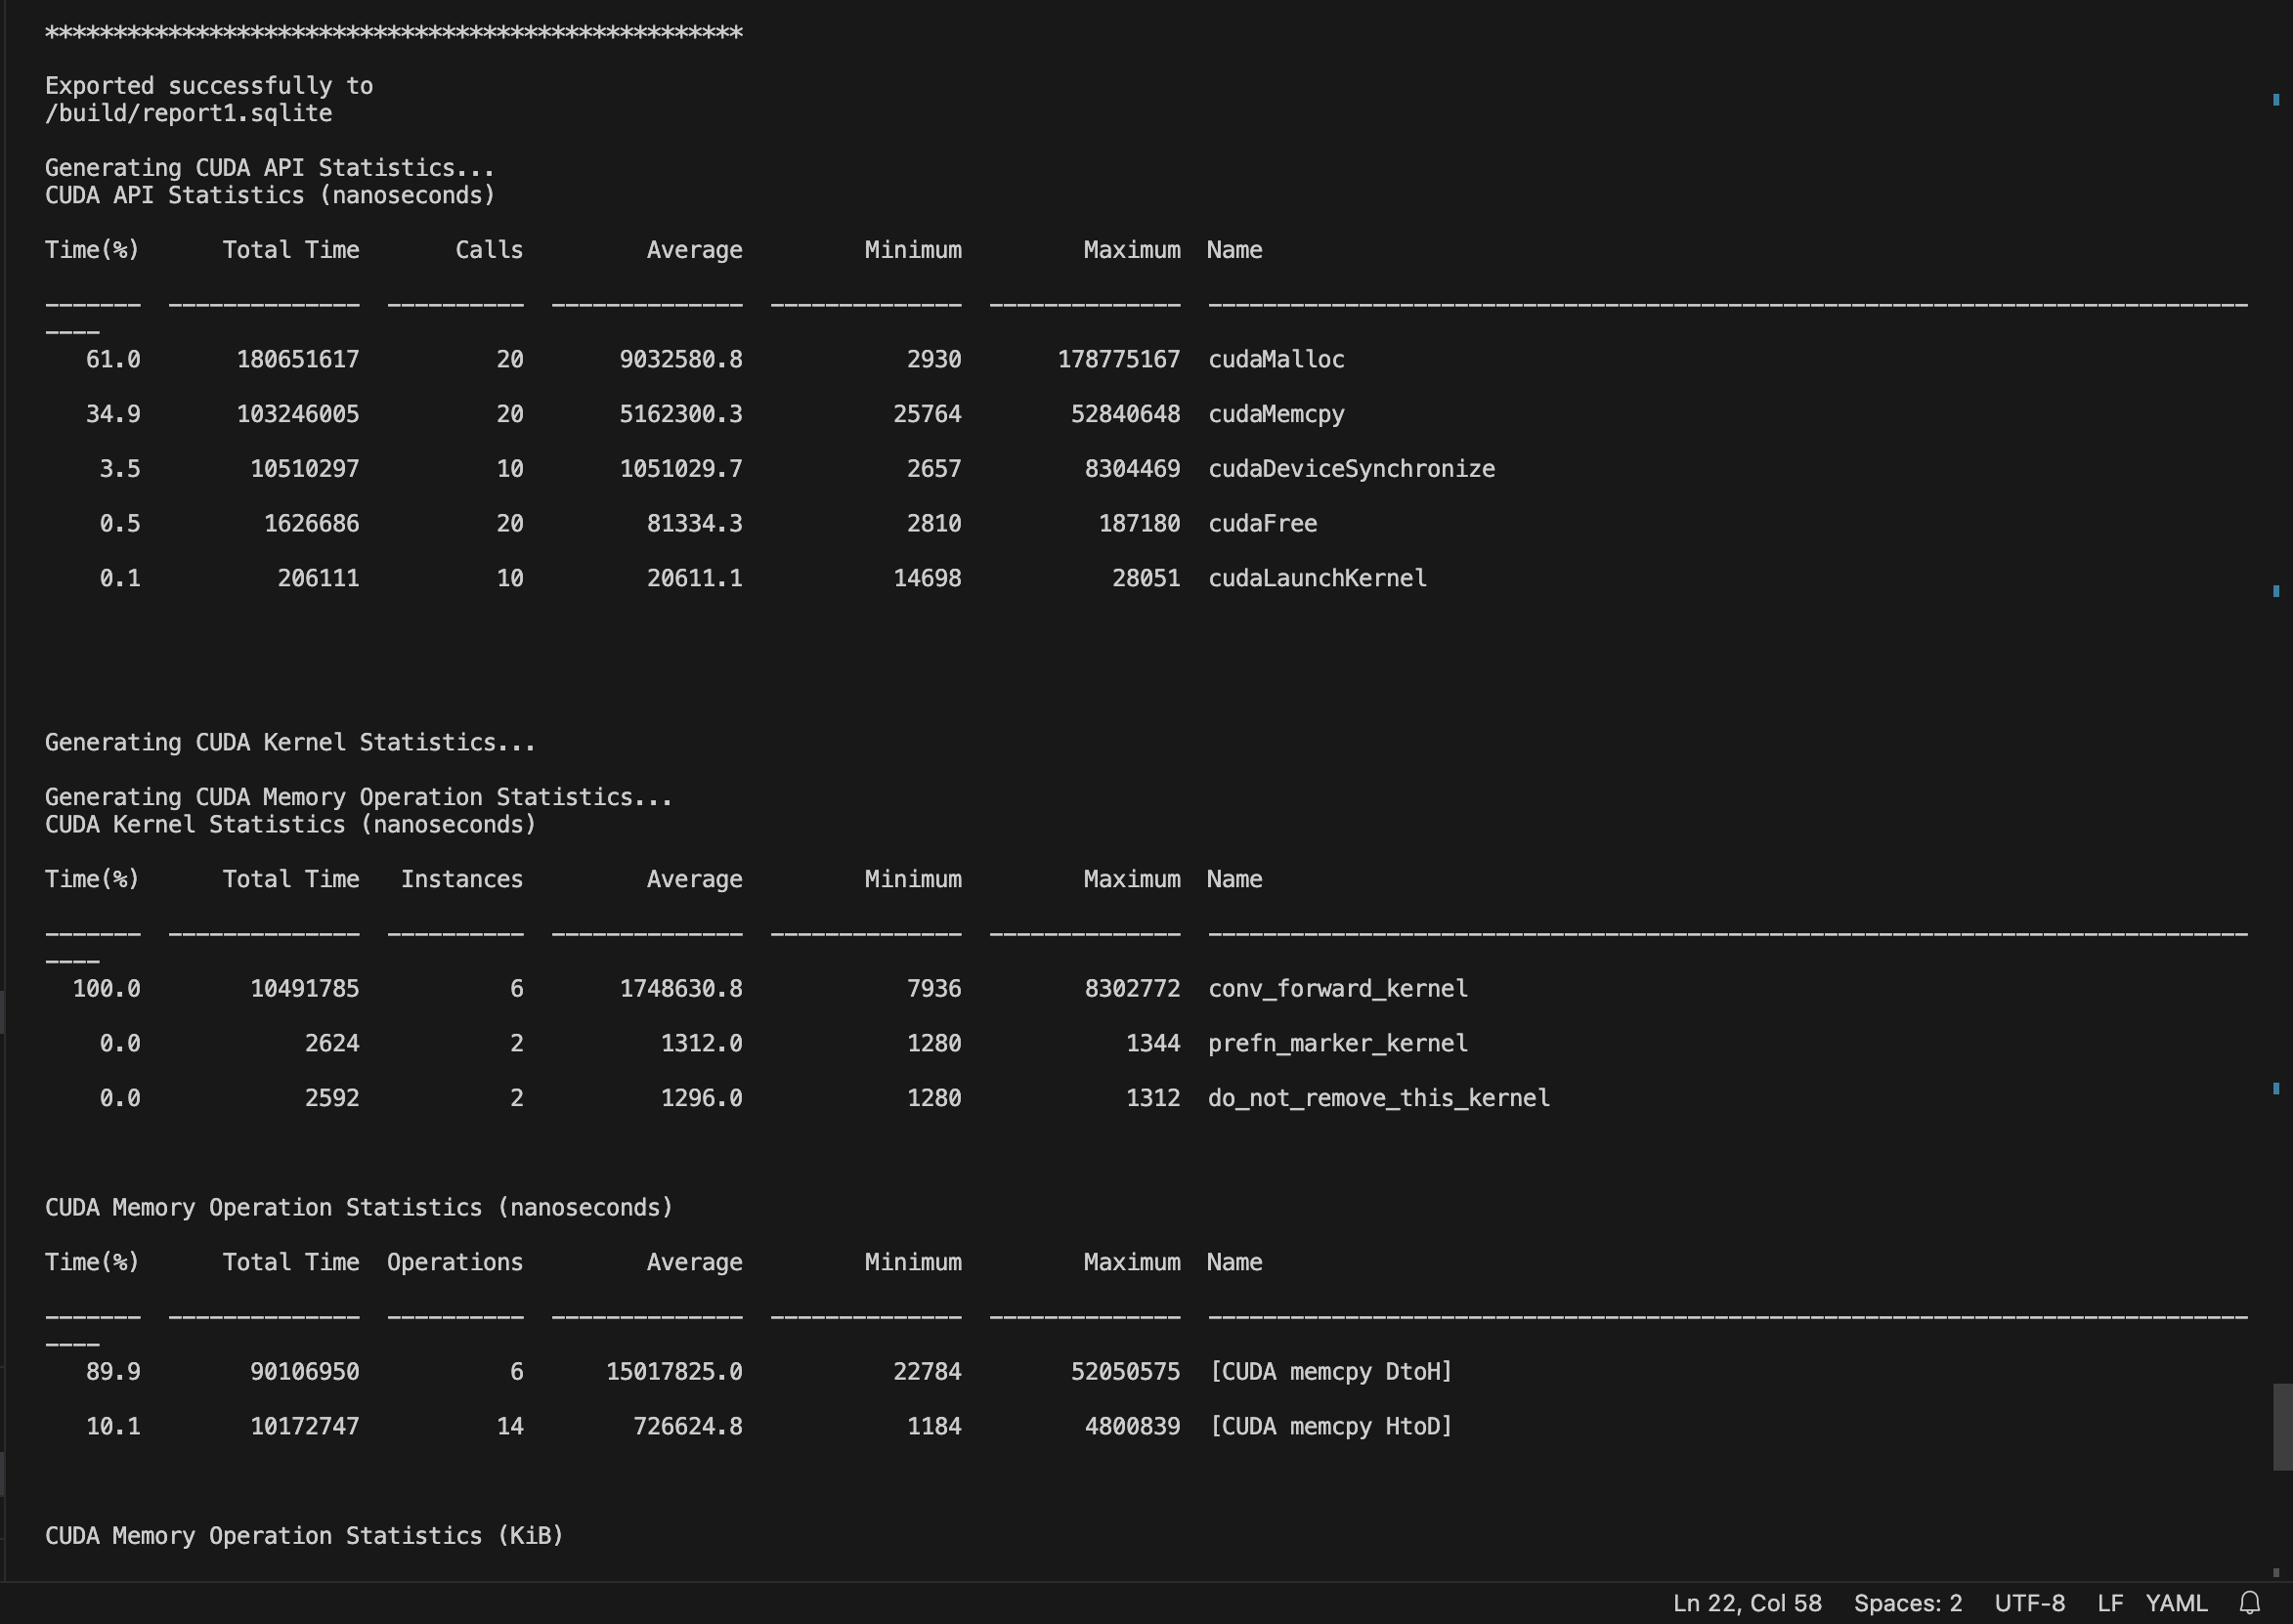 ***************************************************
Exported successfully to
/build/report1.sqlite
Generating CUDA API Statistics...
CUDA API Statistics (nanoseconds)
Time(%)      Total Time       Calls         Average         Minimum         Maximum  Name
-------  --------------  ----------  --------------  --------------  --------------  ----------------------------------------------------------------------------
----
   61.0       180651617          20       9032580.8            2930       178775167  cudaMalloc
   34.9       103246005          20       5162300.3           25764        52840648  cudaMemcpy
    3.5        10510297          10       1051029.7            2657         8304469  cudaDeviceSynchronize
    0.5         1626686          20         81334.3            2810          187180  cudaFree
    0.1          206111          10         20611.1           14698           28051  cudaLaunchKernel
Generating CUDA Kernel Statistics...
Generating CUDA Memory Operation Statistics...
CUDA Kernel Statistics (nanoseconds)
Time(%)      Total Time   Instances         Average         Minimum         Maximum  Name
-------  --------------  ----------  --------------  --------------  --------------  ----------------------------------------------------------------------------
----
  100.0        10491785           6       1748630.8            7936         8302772  conv_forward_kernel
    0.0            2624           2          1312.0            1280            1344  prefn_marker_kernel
    0.0            2592           2          1296.0            1280            1312  do_not_remove_this_kernel
CUDA Memory Operation Statistics (nanoseconds)
Time(%)      Total Time  Operations         Average         Minimum         Maximum  Name
-------  --------------  ----------  --------------  --------------  --------------  ----------------------------------------------------------------------------
----
   89.9        90106950           6      15017825.0           22784        52050575  [CUDA memcpy DtoH]
   10.1        10172747          14        726624.8            1184         4800839  [CUDA memcpy HtoD]
CUDA Memory Operation Statistics (KiB)
Ln 22, Col 58 Spaces: 2 UTF-8 LF YAML